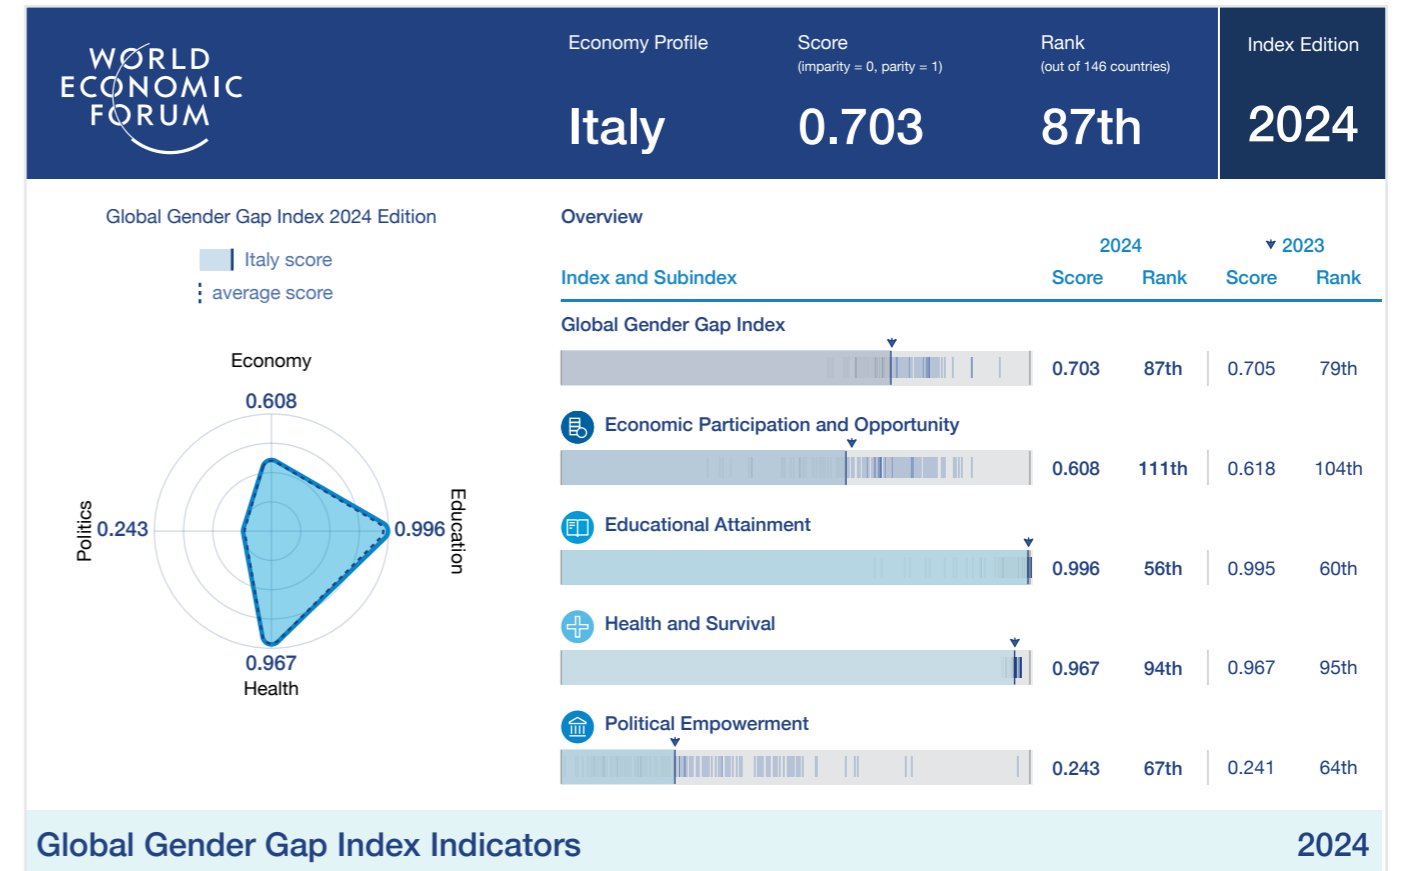 WORLD
ECONOMIC
FORUM
Economy Profile
Italy
Score
(imparity = 0, parity = 1)
0.703
Rank
(out of 146 countries)
87th
Index Edition
2024
Global Gender Gap Index 2024 Edition
Italy score
average score
Economy
0.608
Politics
0.243
0.996
Education
0.967
Health
Overview
2024 2023
Index and Subindex Score Rank Score Rank
Global Gender Gap Index
0.703 87th 0.705 79th
Economic Participation and Opportunity
0.608 111th 0.618 104th
Educational Attainment
0.996 56th 0.995 60th
Health and Survival
0.967 94th 0.967 95th
Political Empowerment
0.243 67th 0.241 64th
Global Gender Gap Index Indicators 2024